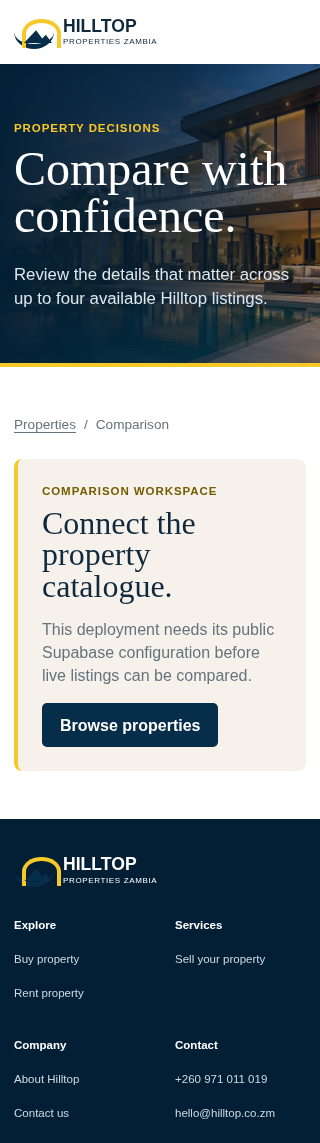 HILLTOP
PROPERTIES ZAMBIA
PROPERTY DECISIONS
Compare with
confidence.
Review the details that matter across
up to four available Hilltop listings.
Properties / Comparison
COMPARISON WORKSPACE
Connect the
property
catalogue.
This deployment needs its public
Supabase configuration before
live listings can be compared.
Browse properties
HILLTOP
PROPERTIES ZAMBIA
Explore
Buy property
Rent property
Services
Sell your property
Company
About Hilltop
Contact us
Contact
+260 971 011 019
hello@hilltop.co.zm